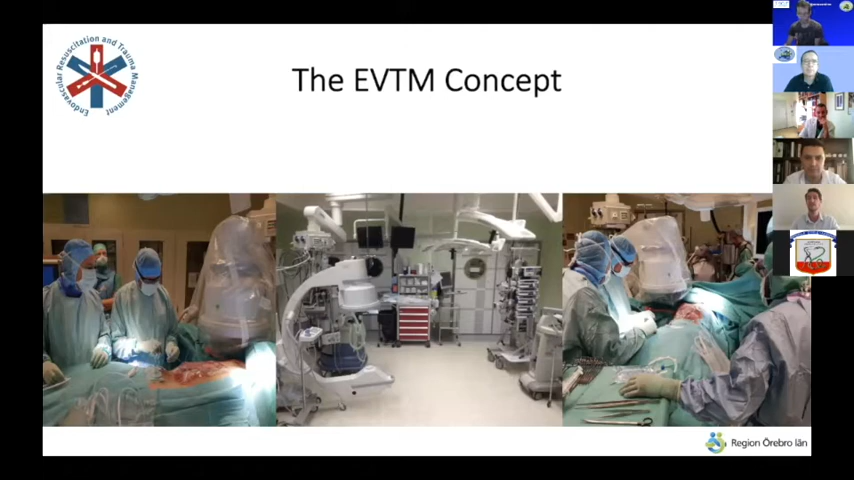 Endovascular Resuscitation and Trauma Management
The EVTM Concept
Region Örebro län